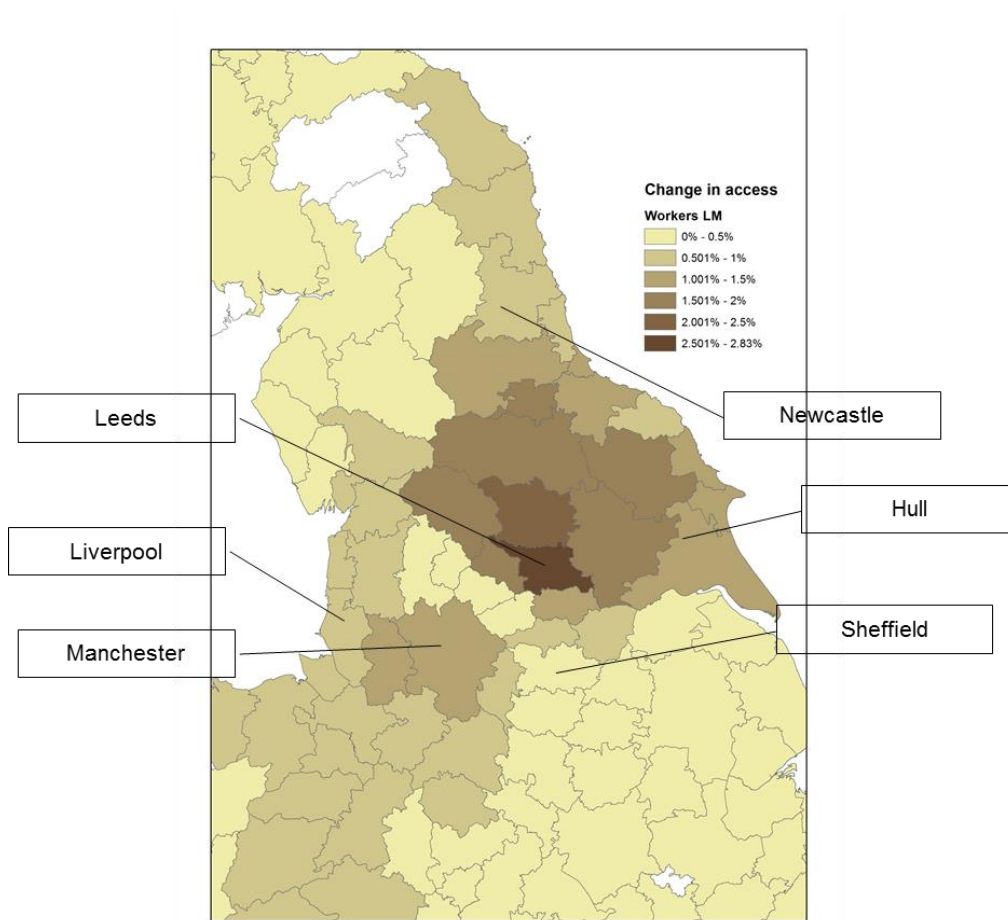 Change in access
Workers LM
0% - 0.5%
0.501% - 1%
1.001% - 1.5%
1.501% - 2%
2.001% - 2.5%
2.501% - 2.83%
Leeds
Newcastle
Hull
Liverpool
Sheffield
Manchester